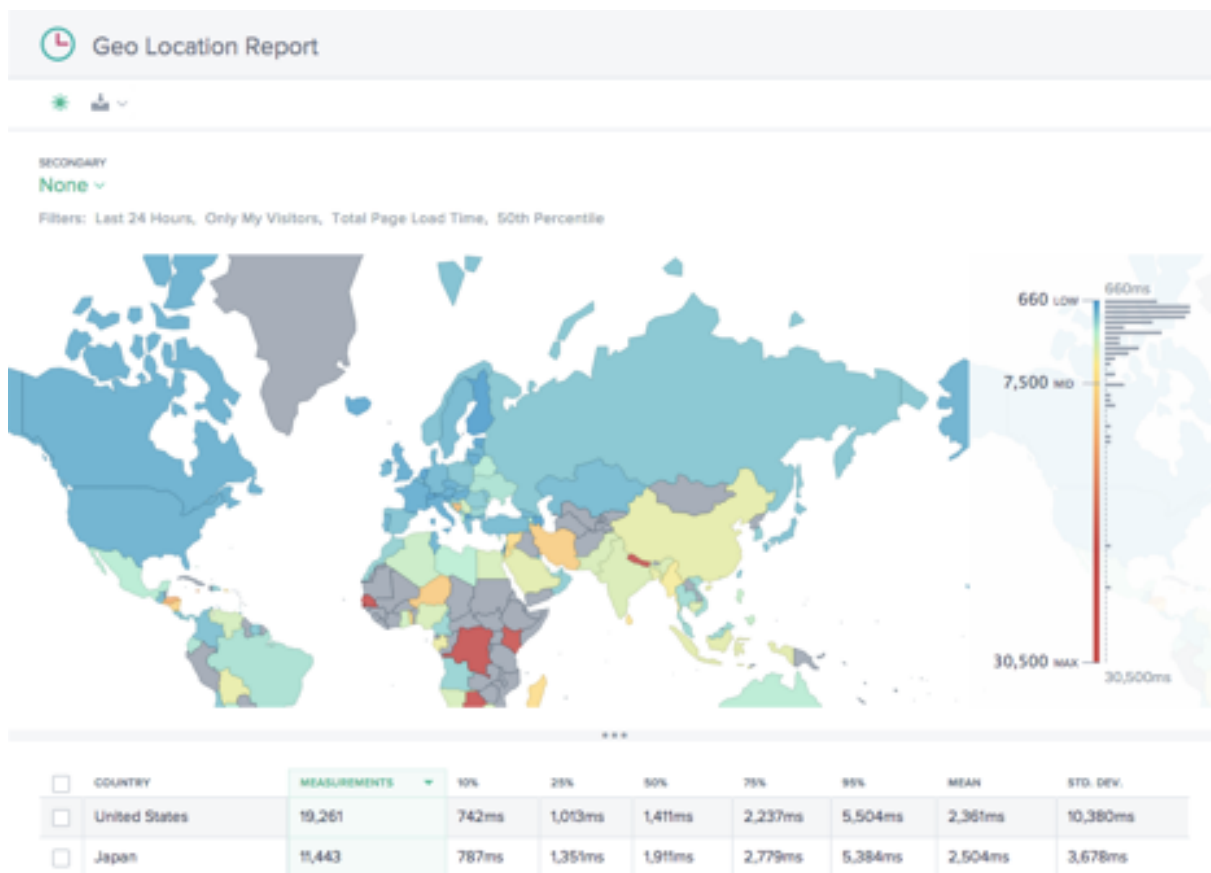 Geo Location Report
SECONDARY
None
Filters: Last 24 Hours, Only My Visitors, Total Page Load Time, 50th Percentile
660 LOW 660ms
7,500 MID
30,500 MAX
30,500ms
COUNTRY MEASUREMENTS 10% 25% 50% 75% 95% MEAN STD. DEV.
United States 19,261 742ms 1,013ms 1,411ms 2,237ms 5,504ms 2,361ms 10,380ms
Japan 11,443 787ms 1,351ms 1,911ms 2,779ms 5,384ms 2,504ms 3,678ms